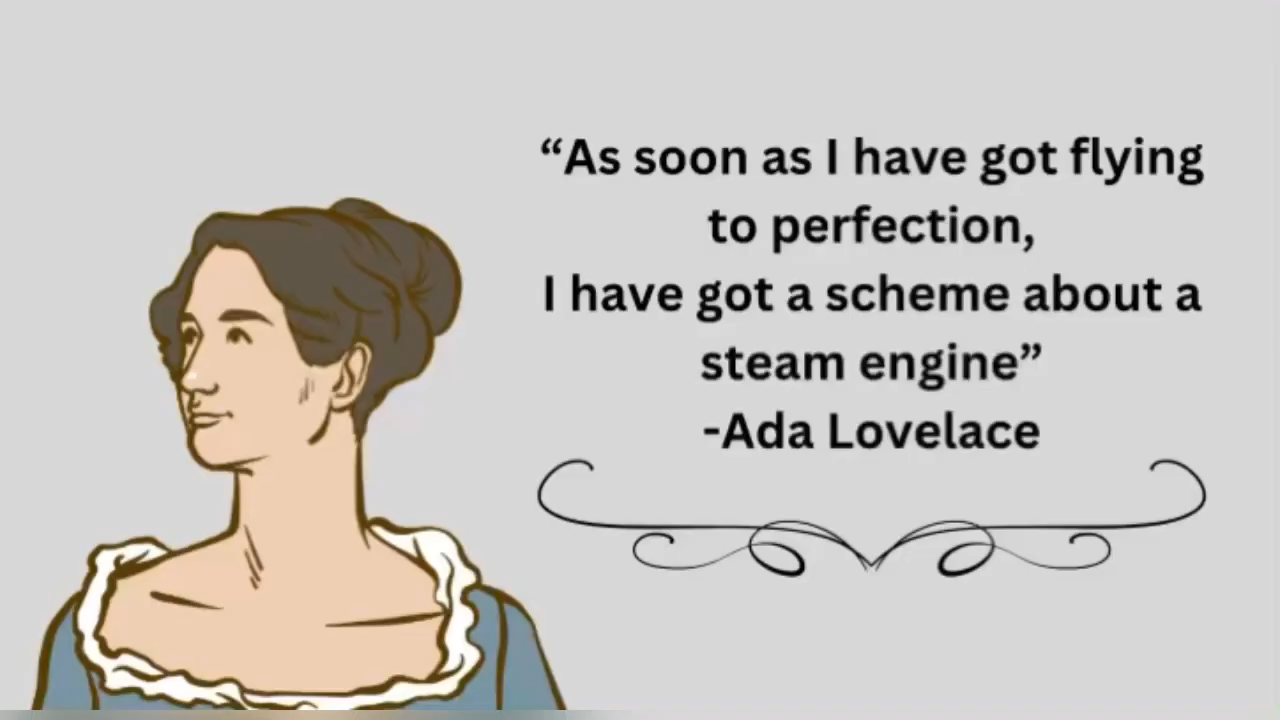 “As soon as I have got flying
to perfection,
I have got a scheme about a
steam engine”
-Ada Lovelace